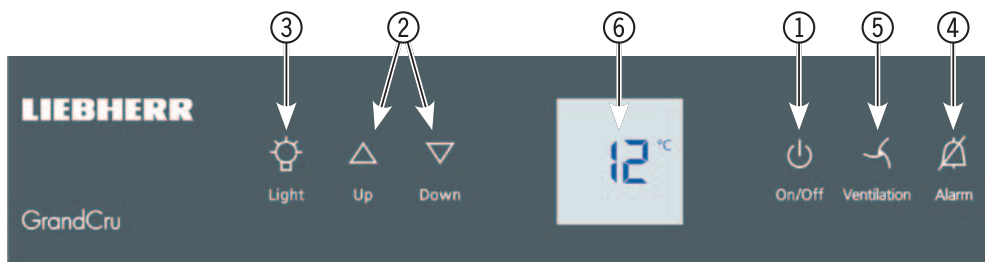 3 2 6 1 5 4
LIEBHERR
12 °C
Light Up Down On/Off Ventilation Alarm
GrandCru